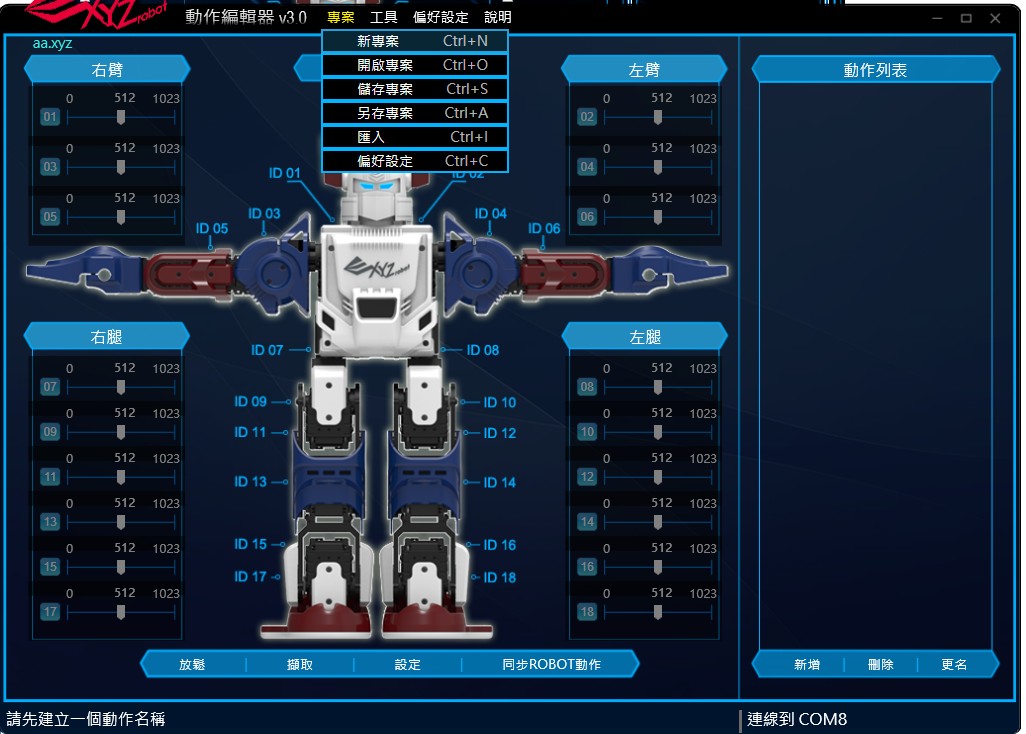 XYZrobot 動作編輯器 v3.0 專案 工具 偏好設定 說明
新專案 Ctrl+N
開啟專案 Ctrl+O
儲存專案 Ctrl+S
另存專案 Ctrl+A
匯入 Ctrl+I
偏好設定 Ctrl+C
aa.xyz
右臂
0 512 1023
01
0 512 1023
03
0 512 1023
05
左臂
0 512 1023
02
0 512 1023
04
0 512 1023
06
動作列表
ID 01
ID 02
ID 03
ID 04
ID 05
ID 06
XYZrobot
ID 07
ID 08
ID 09
ID 10
ID 11
ID 12
ID 13
ID 14
ID 15
ID 16
ID 17
ID 18
右腿
0 512 1023
07
0 512 1023
09
0 512 1023
11
0 512 1023
13
0 512 1023
15
0 512 1023
17
左腿
0 512 1023
08
0 512 1023
10
0 512 1023
12
0 512 1023
14
0 512 1023
16
0 512 1023
18
放鬆 擷取 設定 同步ROBOT動作
新增 刪除 更名
請先建立一個動作名稱
連線到 COM8